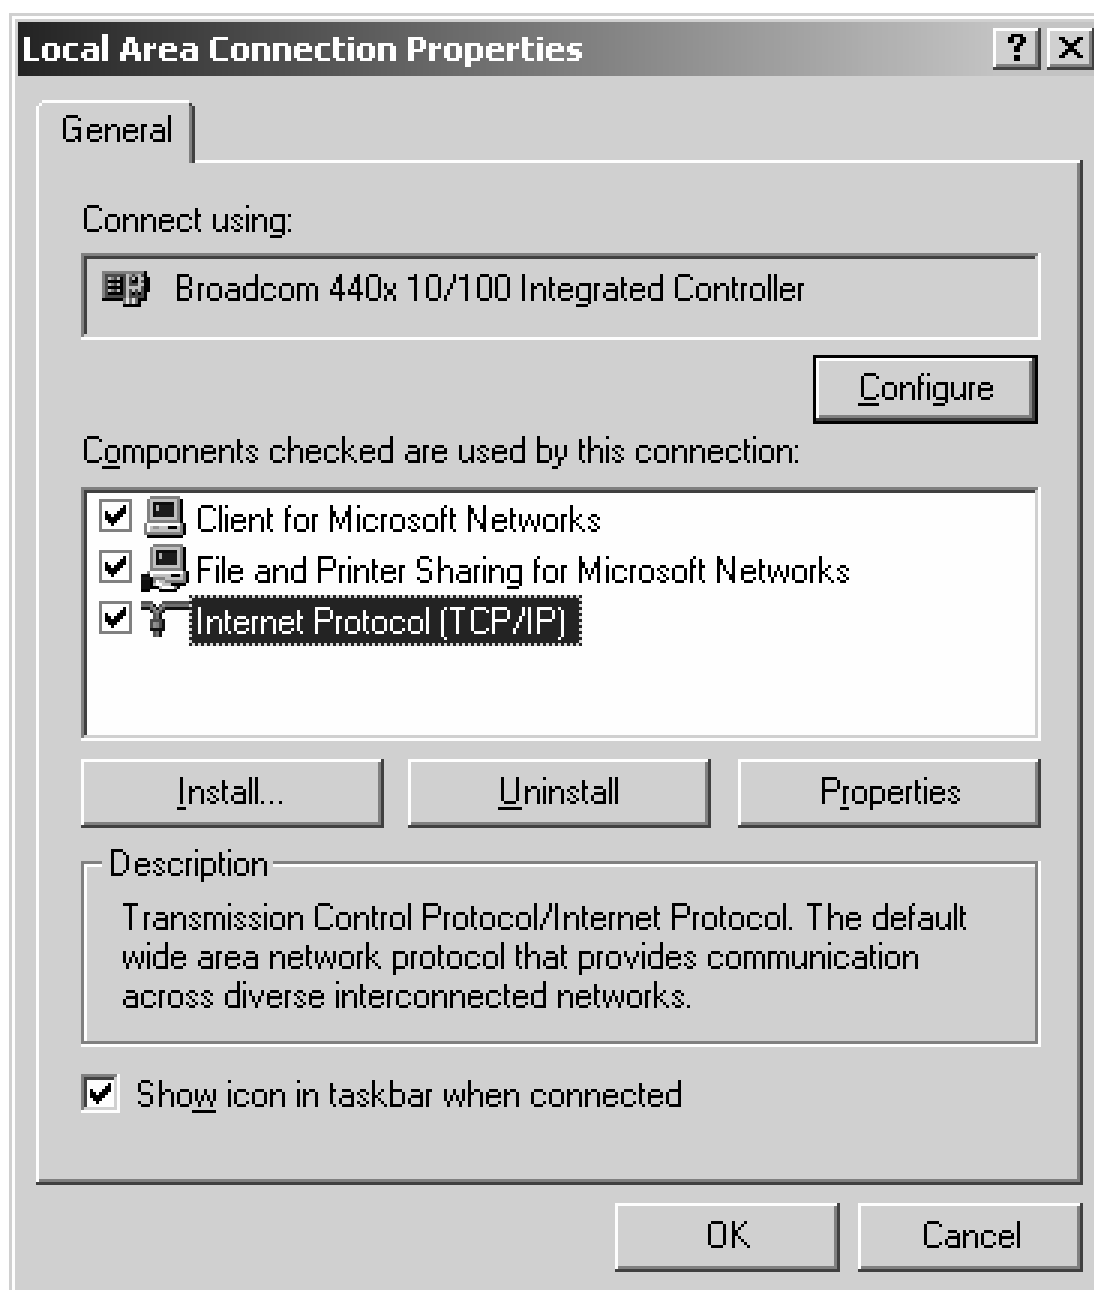 Local Area Connection Properties
General
Connect using:
Broadcom 440x 10/100 Integrated Controller
Configure
Components checked are used by this connection:
Client for Microsoft Networks
File and Printer Sharing for Microsoft Networks
Internet Protocol (TCP/IP)
Install... Uninstall Properties
Description
Transmission Control Protocol/Internet Protocol. The default
wide area network protocol that provides communication
across diverse interconnected networks.
Show icon in taskbar when connected
OK Cancel